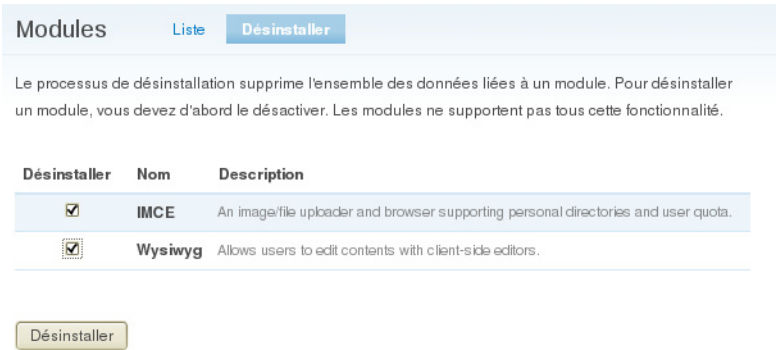 Modules Liste Désinstaller
Le processus de désinstallation supprime l'ensemble des données liées à un module. Pour désinstaller
un module, vous devez d'abord le désactiver. Les modules ne supportent pas tous cette fonctionnalité.
Désinstaller Nom Description
IMCE An image/file uploader and browser supporting personal directories and user quota.
Wysiwyg Allows users to edit contents with client-side editors.
Désinstaller